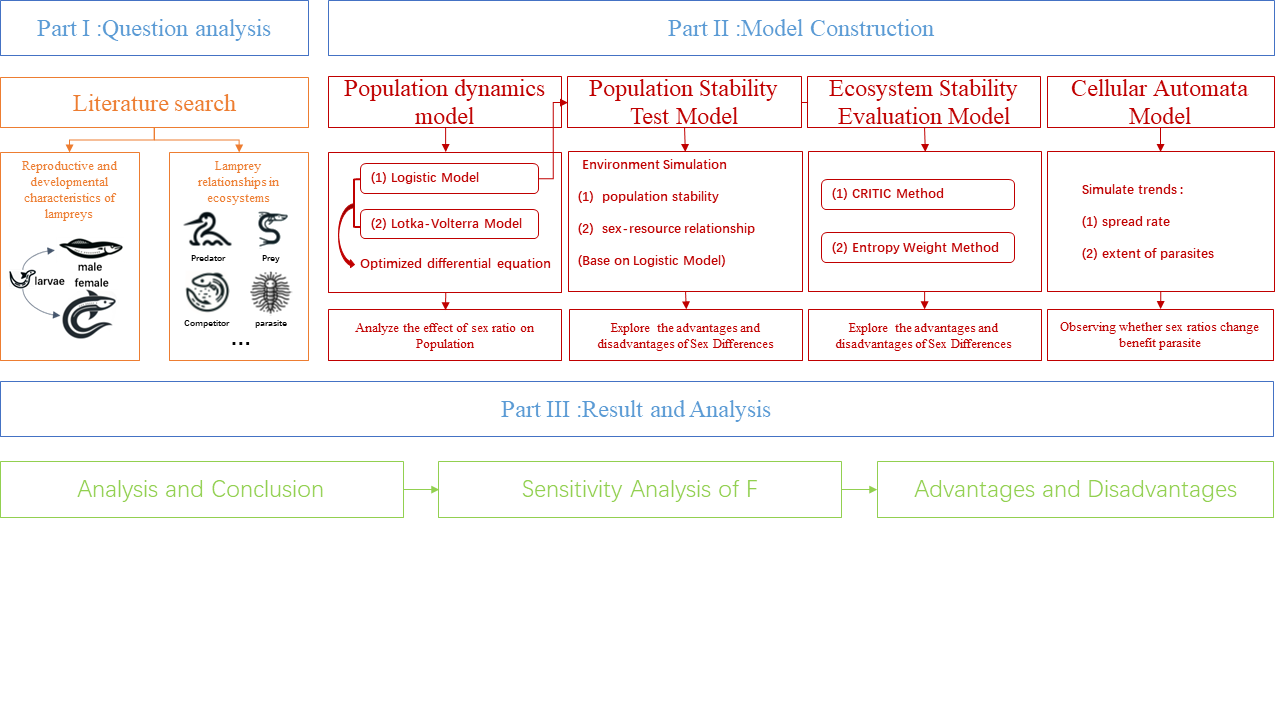 Part I :Question analysis
Part II :Model Construction
Literature search
Reproductive and
developmental
characteristics of
lampreys
larvae
male
female
Lamprey
relationships in
ecosystems
Predator
Prey
Competitor
parasite
...
Population dynamics
model
(1) Logistic Model
(2) Lotka-Volterra Model
Optimized differential equation
Analyze the effect of sex ratio on
Population
Population Stability
Test Model
Environment Simulation
(1) population stability
(2) sex-resource relationship
(Base on Logistic Model)
Explore the advantages and
disadvantages of Sex Differences
Ecosystem Stability
Evaluation Model
(1) CRITIC Method
(2) Entropy Weight Method
Explore the advantages and
disadvantages of Sex Differences
Cellular Automata
Model
Simulate trends :
(1) spread rate
(2) extent of parasites
Observing whether sex ratios change
benefit parasite
Part III :Result and Analysis
Analysis and Conclusion
Sensitivity Analysis of F
Advantages and Disadvantages